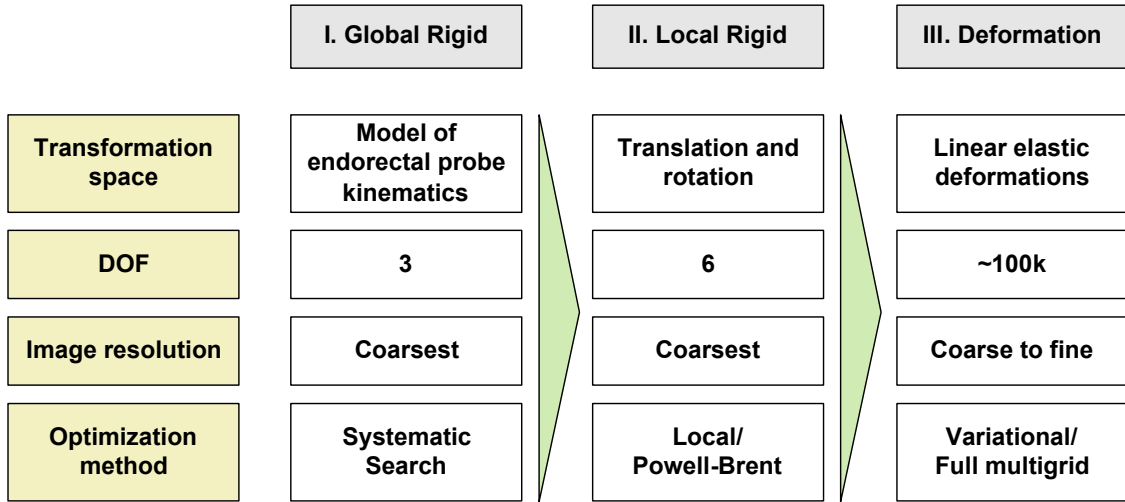 I. Global Rigid
II. Local Rigid
III. Deformation
Transformation
space
Model of
endorectal probe
kinematics
Translation and
rotation
Linear elastic
deformations
DOF
3
6
~100k
Image resolution
Coarsest
Coarsest
Coarse to fine
Optimization
method
Systematic
Search
Local/
Powell-Brent
Variational/
Full multigrid